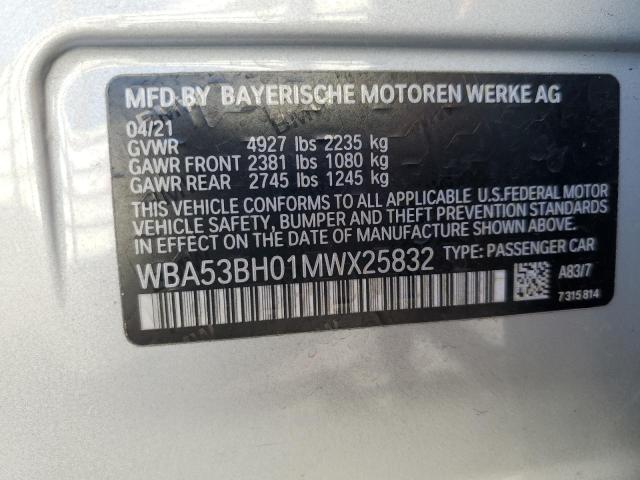 MFD BY BAYERISCHE MOTOREN WERKE AG
04/21
GVWR 4927 lbs 2235 kg
GAWR FRONT 2381 lbs 1080 kg
GAWR REAR 2745 lbs 1245 kg
THIS VEHICLE CONFORMS TO ALL APPLICABLE U.S.FEDERAL MOTOR
VEHICLE SAFETY, BUMPER AND THEFT PREVENTION STANDARDS
IN EFFECT ON THE DATE OF MANUFACTURE SHOWN ABOVE.
WBA53BH01MWX25832 TYPE: PASSENGER CAR
A83/7
7315814